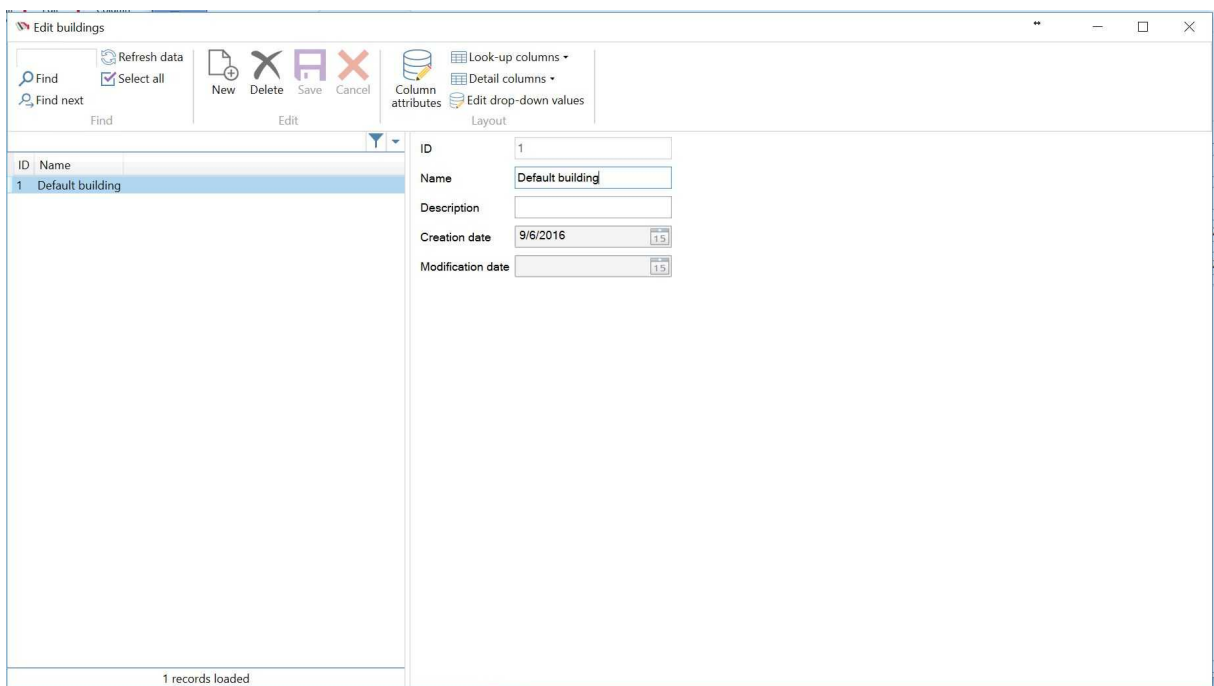 Edit buildings
Refresh data
Find
Select all
Find next
Find
New
Delete
Save
Cancel
Edit
Column
attributes
Look-up columns
Detail columns
Edit drop-down values
Layout
ID Name
1 Default building
1 records loaded
ID 1
Name Default building
Description
Creation date 9/6/2016 15
Modification date 15